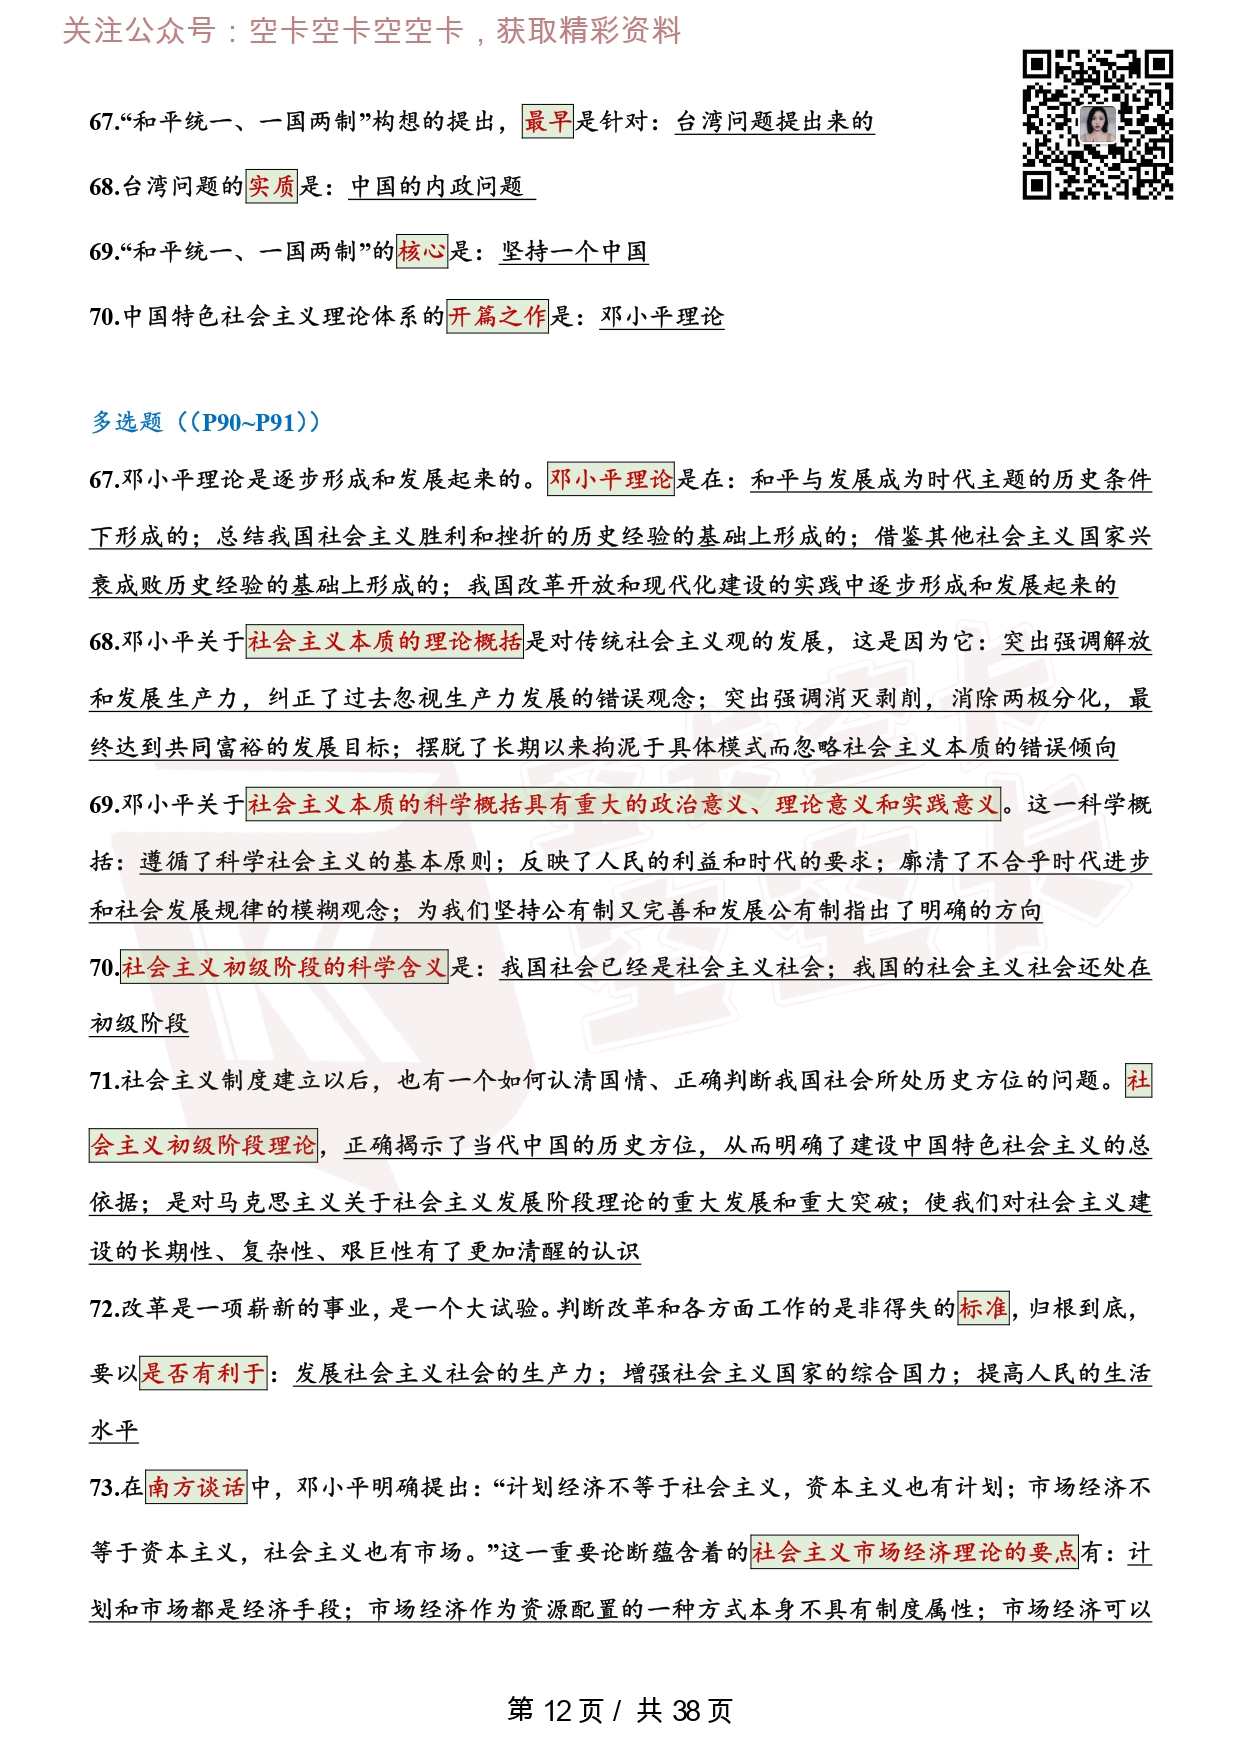 关注公众号：空卡空卡空空卡，获取精彩资料
67.“和平统一、一国两制”构想的提出，最早是针对：台湾问题提出来的
68.台湾问题的实质是：中国的内政问题
69.“和平统一、一国两制”的核心是：坚持一个中国
70.中国特色社会主义理论体系的开篇之作是：邓小平理论
多选题（（P90~P91））
67.邓小平理论是逐步形成和发展起来的。邓小平理论是在：和平与发展成为时代主题的历史条件
下形成的；总结我国社会主义胜利和挫折的历史经验的基础上形成的；借鉴其他社会主义国家兴
衰成败历史经验的基础上形成的；我国改革开放和现代化建设的实践中逐步形成和发展起来的
68.邓小平关于社会主义本质的理论概括是对传统社会主义观的发展，这是因为它：突出强调解放
和发展生产力，纠正了过去忽视生产力发展的错误观念；突出强调消灭剥削，消除两极分化，最
终达到共同富裕的发展目标；摆脱了长期以来拘泥于具体模式而忽略社会主义本质的错误倾向
69.邓小平关于社会主义本质的科学概括具有重大的政治意义、理论意义和实践意义。这一科学概
括：遵循了科学社会主义的基本原则；反映了人民的利益和时代的要求；廓清了不合乎时代进步
和社会发展规律的模糊观念；为我们坚持公有制又完善和发展公有制指出了明确的方向
70.社会主义初级阶段的科学含义是：我国社会已经是社会主义社会；我国的社会主义社会还处在
初级阶段
71.社会主义制度建立以后，也有一个如何认清国情、正确判断我国社会所处历史方位的问题。社
会主义初级阶段理论，正确揭示了当代中国的历史方位，从而明确了建设中国特色社会主义的总
依据；是对马克思主义关于社会主义发展阶段理论的重大发展和重大突破；使我们对社会主义建
设的长期性、复杂性、艰巨性有了更加清醒的认识
72.改革是一项崭新的事业，是一个大试验。判断改革和各方面工作的是非得失的标准，归根到底，
要以是否有利于：发展社会主义社会的生产力；增强社会主义国家的综合国力；提高人民的生活
水平
73.在南方谈话中，邓小平明确提出：“计划经济不等于社会主义，资本主义也有计划；市场经济不
等于资本主义，社会主义也有市场。”这一重要论断蕴含着的社会主义市场经济理论的要点有：计
划和市场都是经济手段；市场经济作为资源配置的一种方式本身不具有制度属性；市场经济可以
空卡空卡
空空卡
第 12 页 / 共 38 页